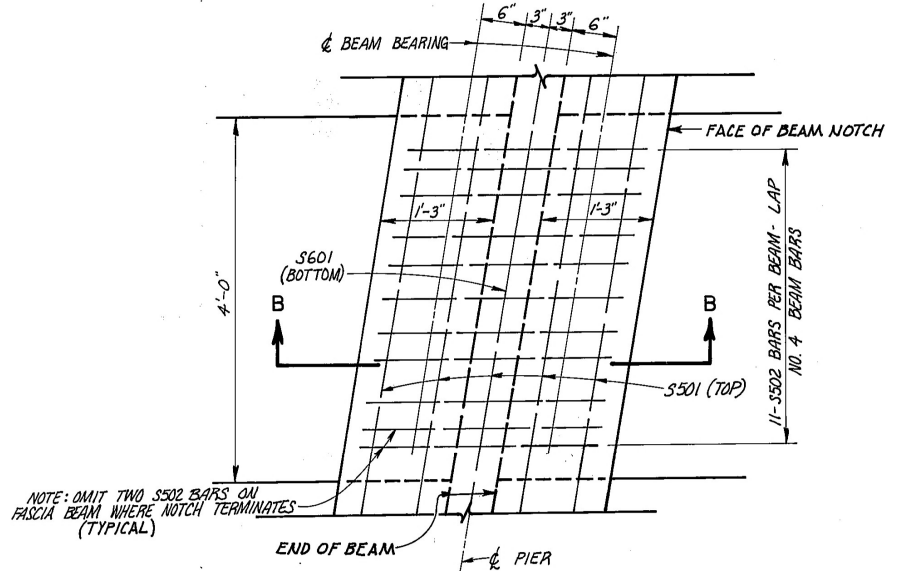 6" 3" 3" 6"
℄ BEAM BEARING
FACE OF BEAM NOTCH
1'-3" 1'-3"
S601
(BOTTOM)
4'-0"
11-S502 BARS PER BEAM - LAP
NO. 4 BEAM BARS
B B
S501 (TOP)
NOTE: OMIT TWO S502 BARS ON
FASCIA BEAM WHERE NOTCH TERMINATES
(TYPICAL)
END OF BEAM
℄ PIER